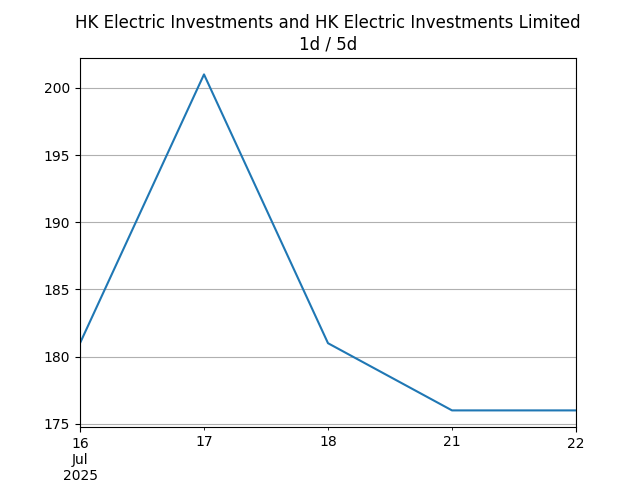 HK Electric Investments and HK Electric Investments Limited
1d / 5d
200
195
190
185
180
175
16 17 18 21 22
Jul
2025